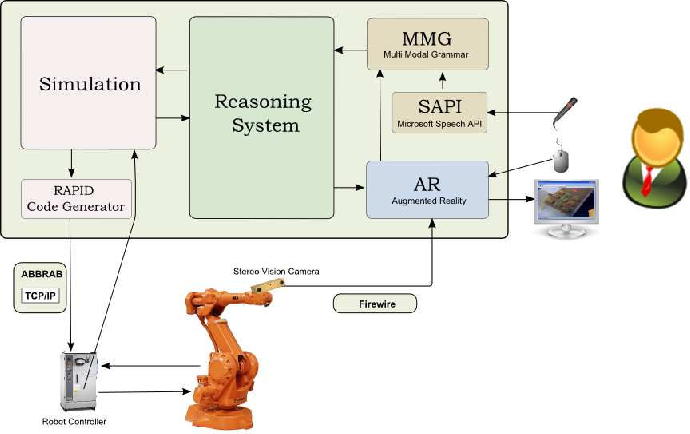 MMG
Multi Modal Grammar
Simulation
Reasoning
System
SAPI
Microsoft Speech API
RAPID
Code Generator
AR
Augmented Reality
ABBRAB
TCP/IP
Stereo Vision Camera
Firewire
Robot Controller